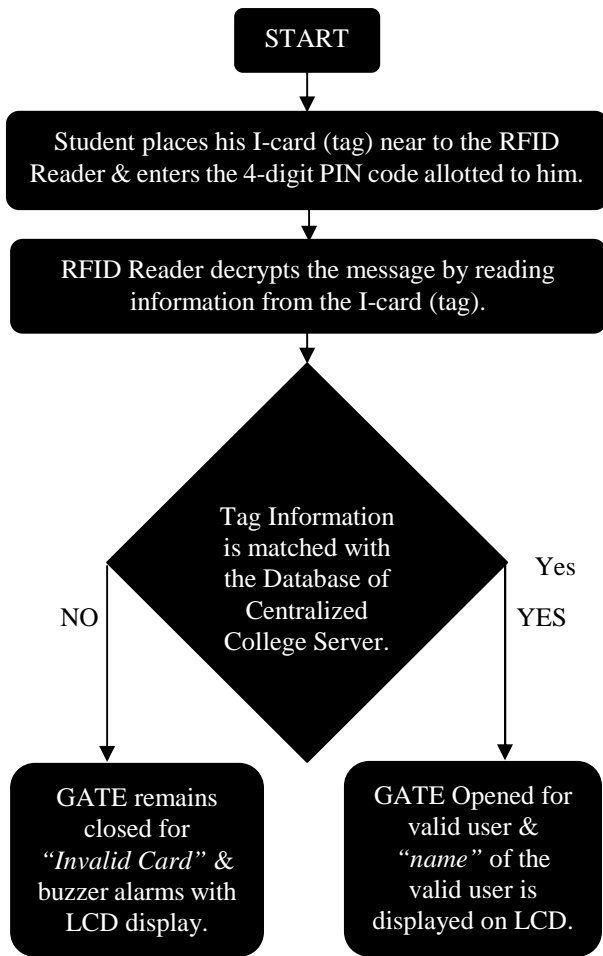 START
Student places his I-card (tag) near to the RFID
Reader & enters the 4-digit PIN code allotted to him.
RFID Reader decrypts the message by reading
information from the I-card (tag).
Tag Information
is matched with
the Database of
Centralized
College Server.
Yes
NO
YES
GATE remains
closed for
“Invalid Card” &
buzzer alarms with
LCD display.
GATE Opened for
valid user &
“name” of the
valid user is
displayed on LCD.